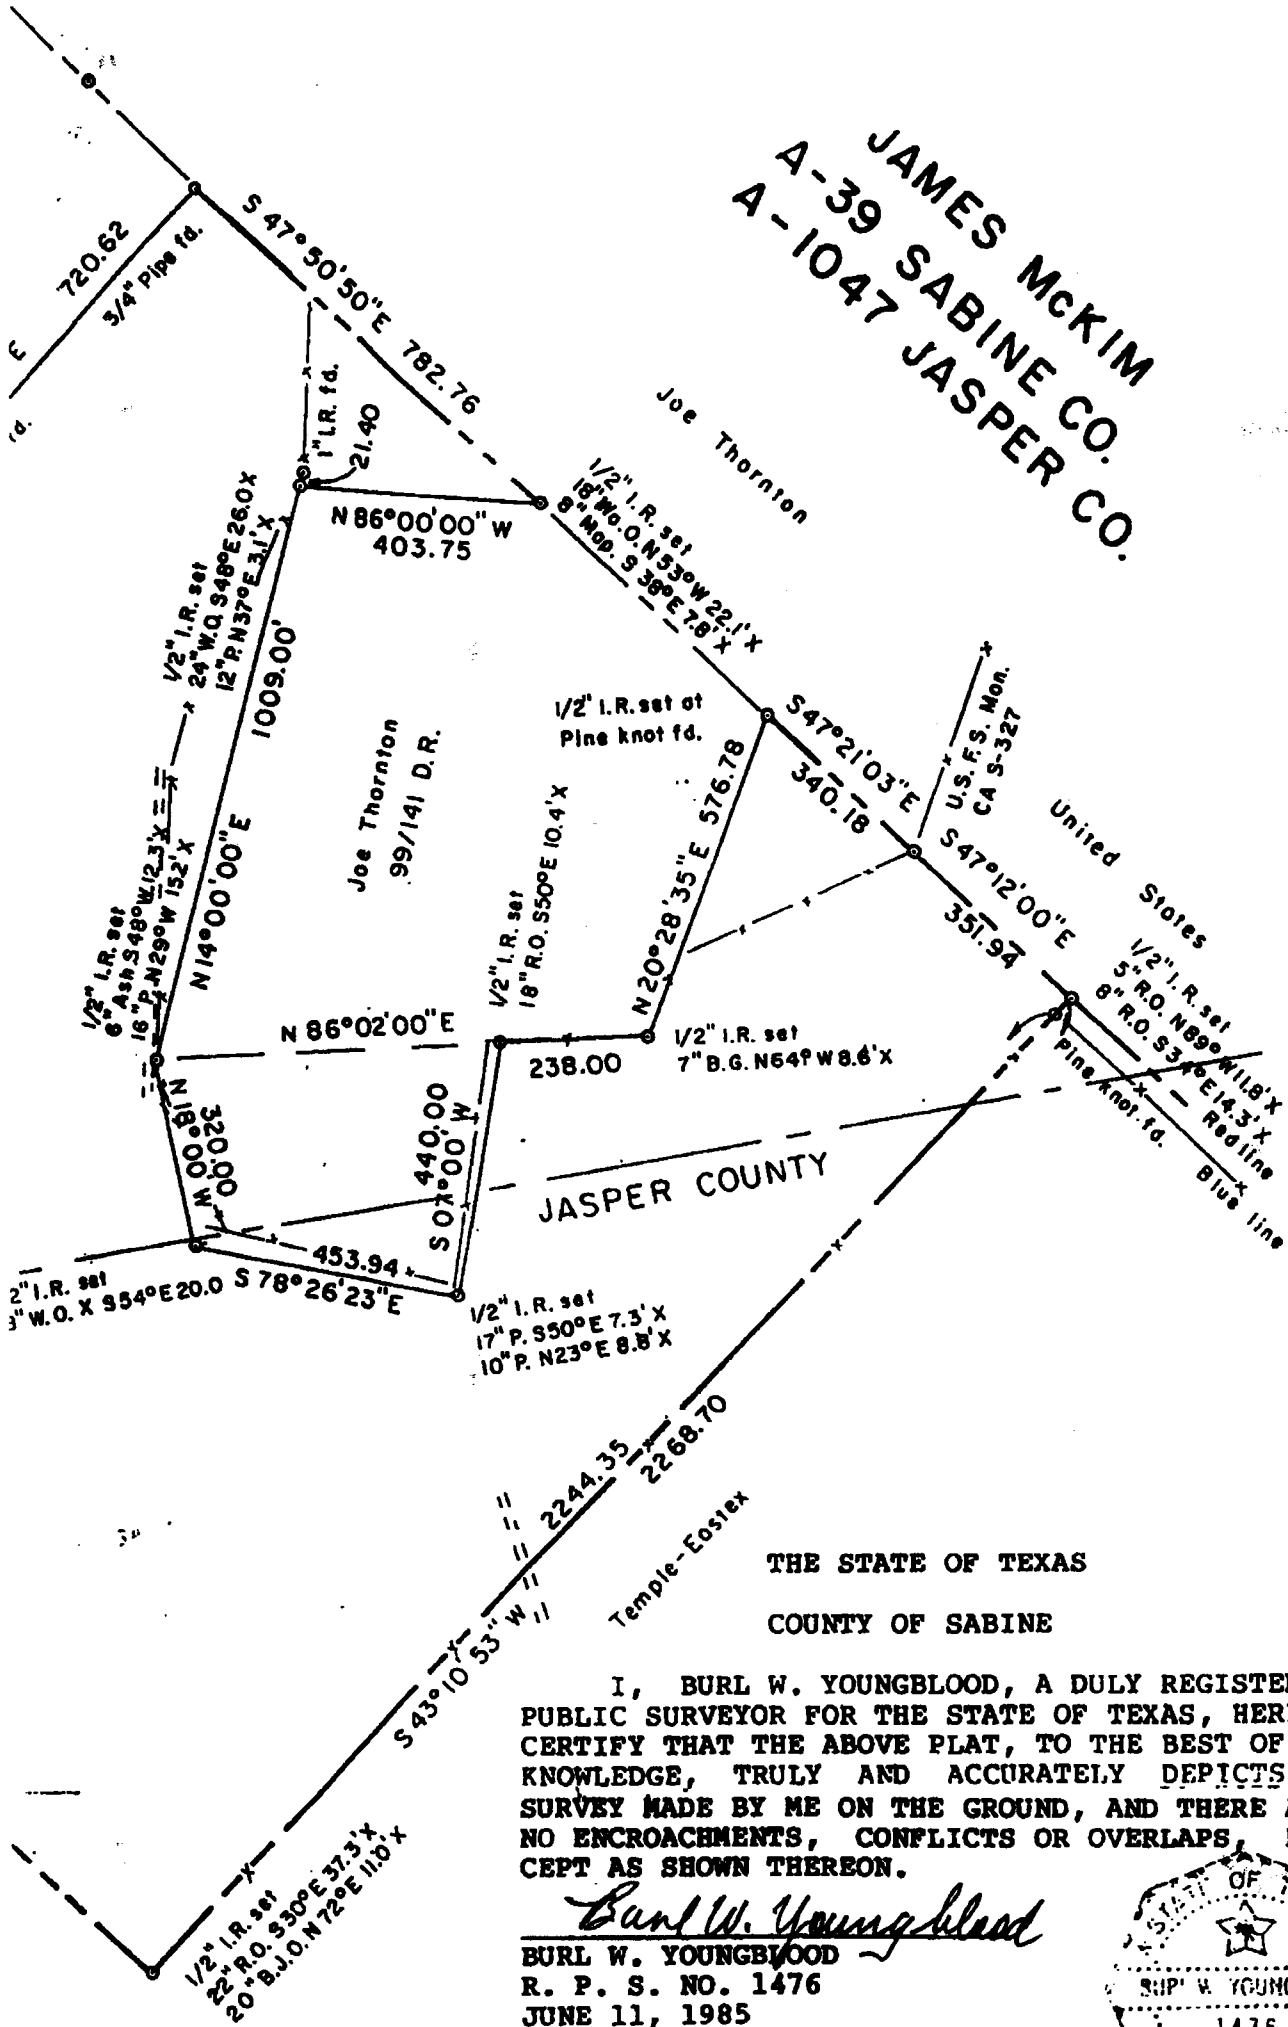 JAMES McKIM
A-39 SABINE CO.
A-1047 JASPER CO.
720.62
3/4" Pipe fd.
E
rd.
S 47°50'50"E 782.76
1" I.R. fd.
21.40
N 86°00'00" W
403.75
Joe Thornton
1/2" I.R. set
18" Wa.O. N 53° W 22.1' X
8" Map. S 38° E 7.8' X
1/2" I.R. set
24" W.O. S48°E 26.0 X
12" P. N37°E 3.1' X
1009.00'
N14°00'00"E
Joe Thornton
99/141 D.R.
1/2" I.R. set at
Pine knot fd.
S47°21'03"E
340.18
U.S.F.S. Mon.
CA S-327
United States
S47°12'00"E
351.94
N 20°28'35" E 576.78
1/2" I.R. set
18" R.O. S50°E 10.4' X
1/2" I.R. set
6" Ash S48°W 12.3' X
16" P. N29°W 15.2' X
N 86°02'00"E
238.00
1/2" I.R. set
7" B.G. N64° W 8.6' X
1/2" I.R. set
5" R.O. N89° W 11.8' X
8" R.O. S34° E 14.3' X
Red line
Pine knot fd.
Blue line
N 18°00' W
320.00
440.00
S 07°00' W
JASPER COUNTY
453.94
S 78°26'23"E
2" I.R. set
" W.O. X S54°E 20.0
1/2" I.R. set
17" P. S50°E 7.3' X
10" P. N23°E 8.8' X
2244.35
2268.70
Temple-Eastex
S 43°10'53" W
1/2" I.R. set
22" R.O. S30°E 37.3' X
20" B.J.O. N 72°E 11.0' X
THE STATE OF TEXAS
COUNTY OF SABINE
I, BURL W. YOUNGBLOOD, A DULY REGISTE
PUBLIC SURVEYOR FOR THE STATE OF TEXAS, HER
CERTIFY THAT THE ABOVE PLAT, TO THE BEST OF
KNOWLEDGE, TRULY AND ACCURATELY DEPICTS
SURVEY MADE BY ME ON THE GROUND, AND THERE
NO ENCROACHMENTS, CONFLICTS OR OVERLAPS,
CEPT AS SHOWN THEREON.
Burl W. Youngblood
BURL W. YOUNGBLOOD
R. P. S. NO. 1476
JUNE 11, 1985
STATE OF
W. YOUNG
1476